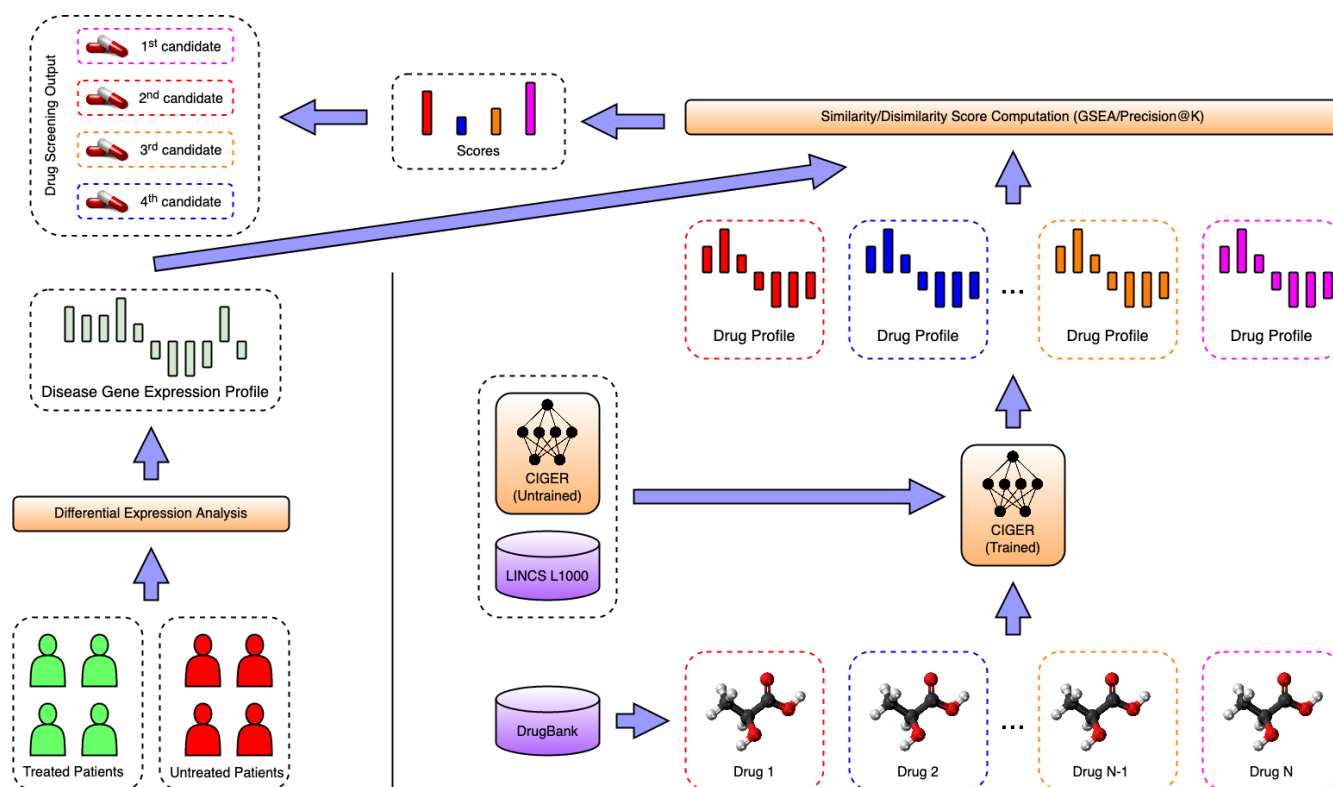 Drug Screening Output
1st candidate
2nd candidate
3rd candidate
4th candidate
Scores
Similarity/Disimilarity Score Computation (GSEA/Precision@K)
Drug Profile
Drug Profile
...
Drug Profile
Drug Profile
Disease Gene Expression Profile
CIGER
(Untrained)
LINCS L1000
CIGER
(Trained)
Differential Expression Analysis
Treated Patients
Untreated Patients
DrugBank
Drug 1
Drug 2
...
Drug N-1
Drug N